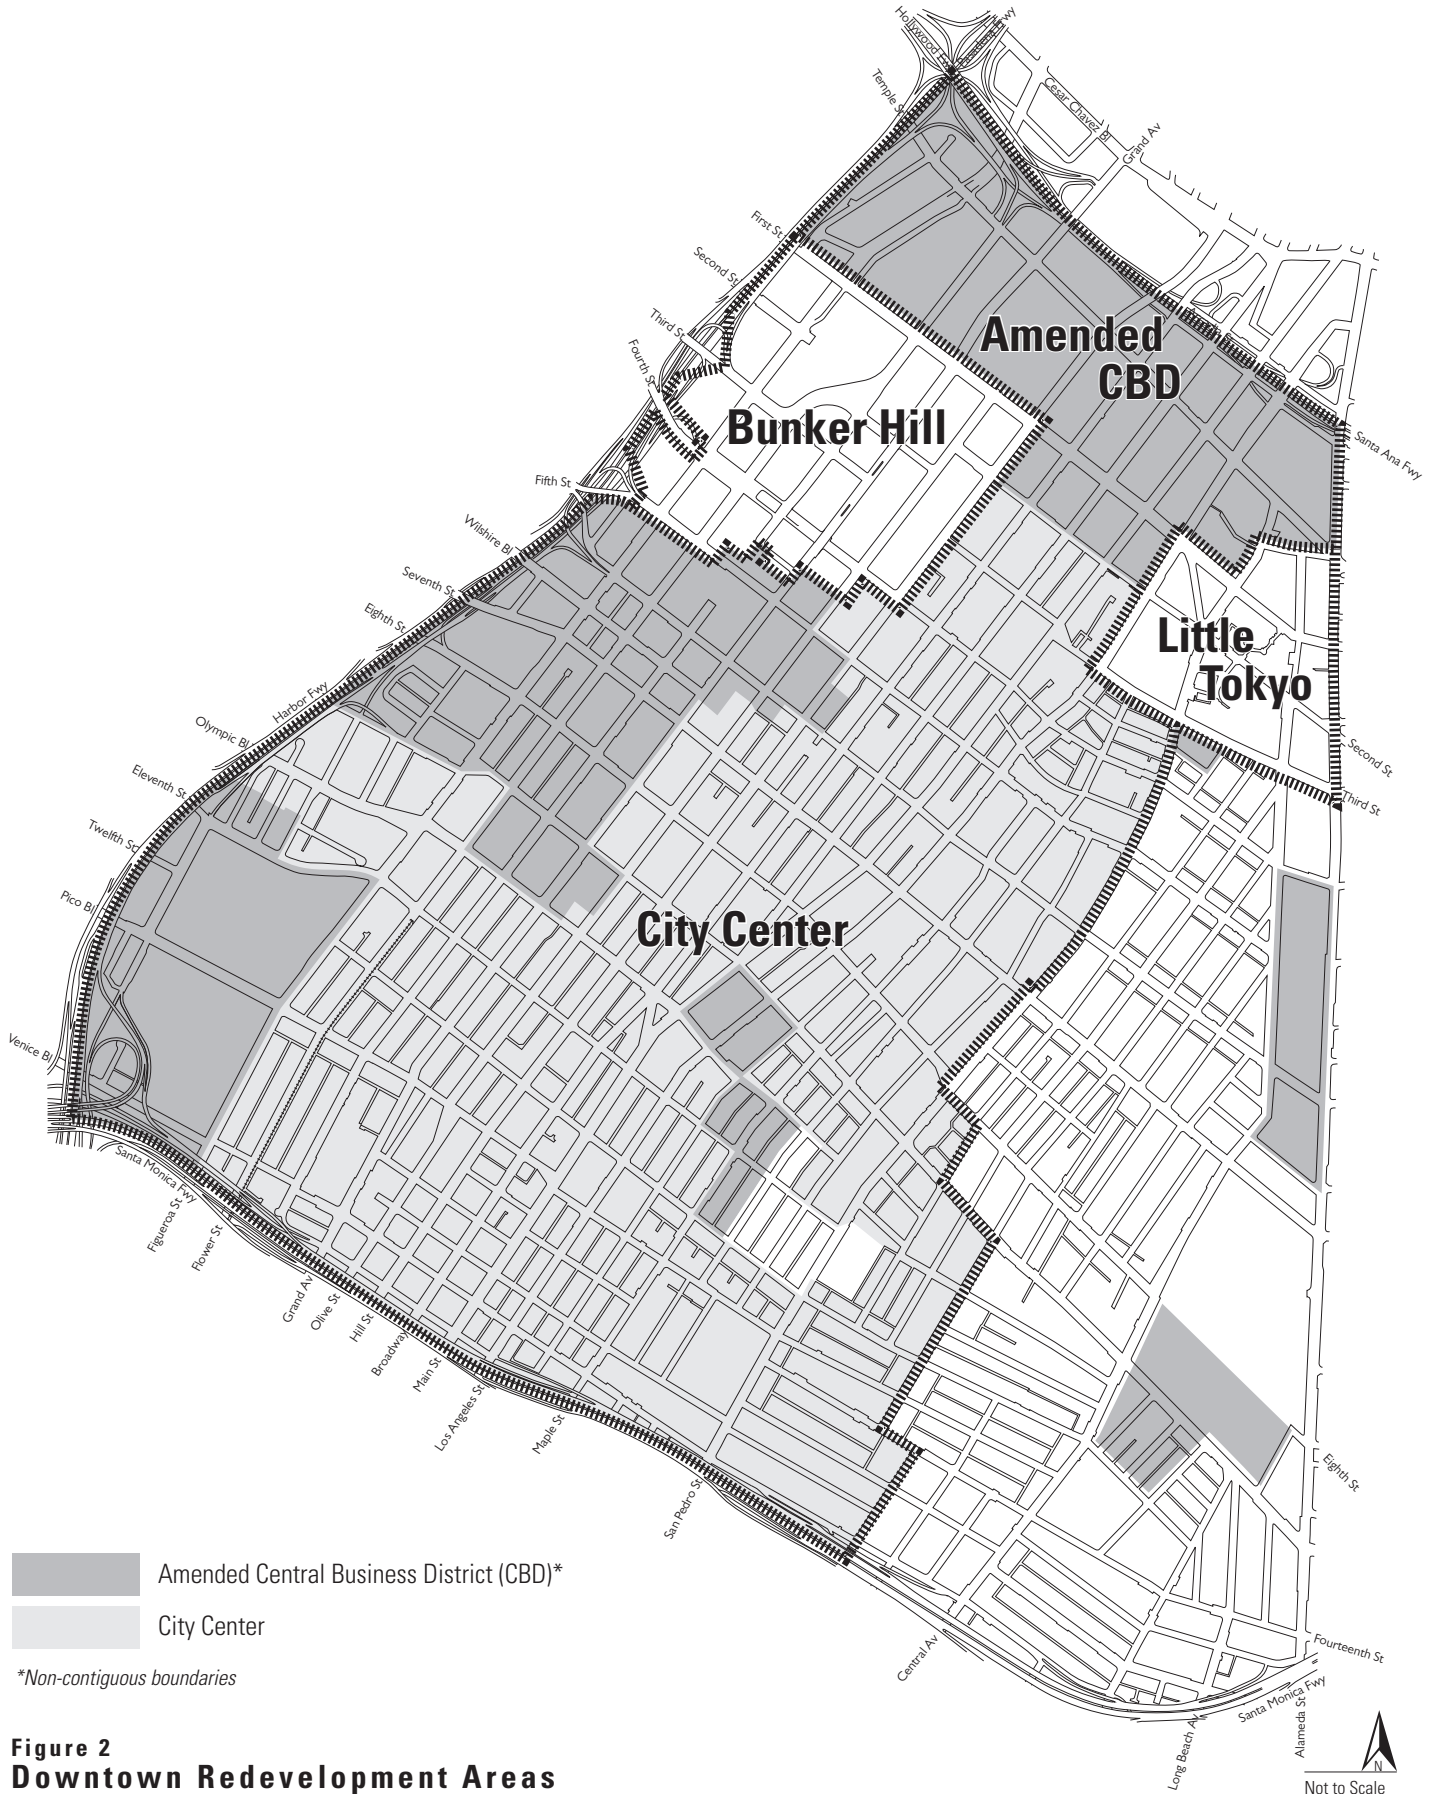 Hollywood
Pasadena Frwy
Temple St
Cesar Chavez Bl
Grand Av
First St
Second St
Third St
Fourth St
Amended
CBD
Bunker Hill
Santa Ana Fwy
Fifth St
Wilshire Bl
Seventh St
Eighth St
Little
Tokyo
Harbor Fwy
Olympic Bl
Second St
Eleventh St
Third St
Twelfth St
Pico Bl
City Center
Venice Bl
Santa Monica Fwy
Figueroa St
Flower St
Grand Av
Olive St
Hill St
Broadway
Main St
Los Angeles St
Maple St
San Pedro St
Eighth St
Amended Central Business District (CBD)*
City Center
*Non-contiguous boundaries
Central Av
Fourteenth St
Santa Monica Fwy
Long Beach Av
Alameda St
N
Not to Scale
Figure 2
Downtown Redevelopment Areas